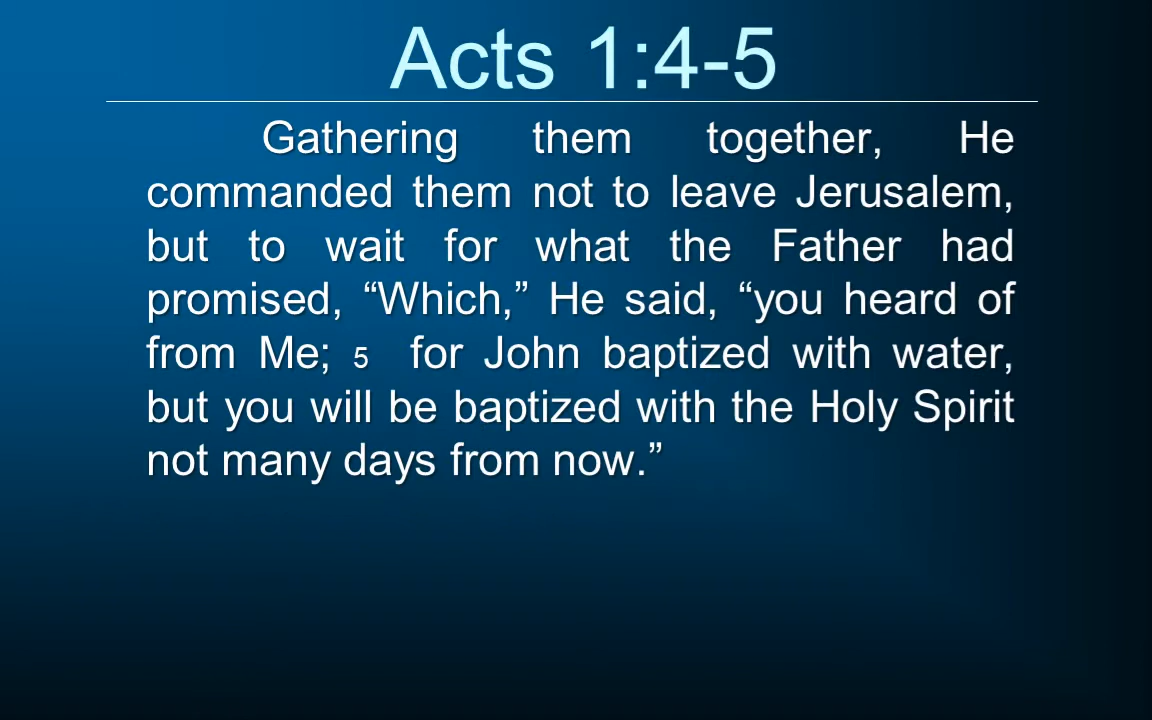 Acts 1:4-5
Gathering them together, He
commanded them not to leave Jerusalem,
but to wait for what the Father had
promised, “Which,” He said, “you heard of
from Me; 5 for John baptized with water,
but you will be baptized with the Holy Spirit
not many days from now.”